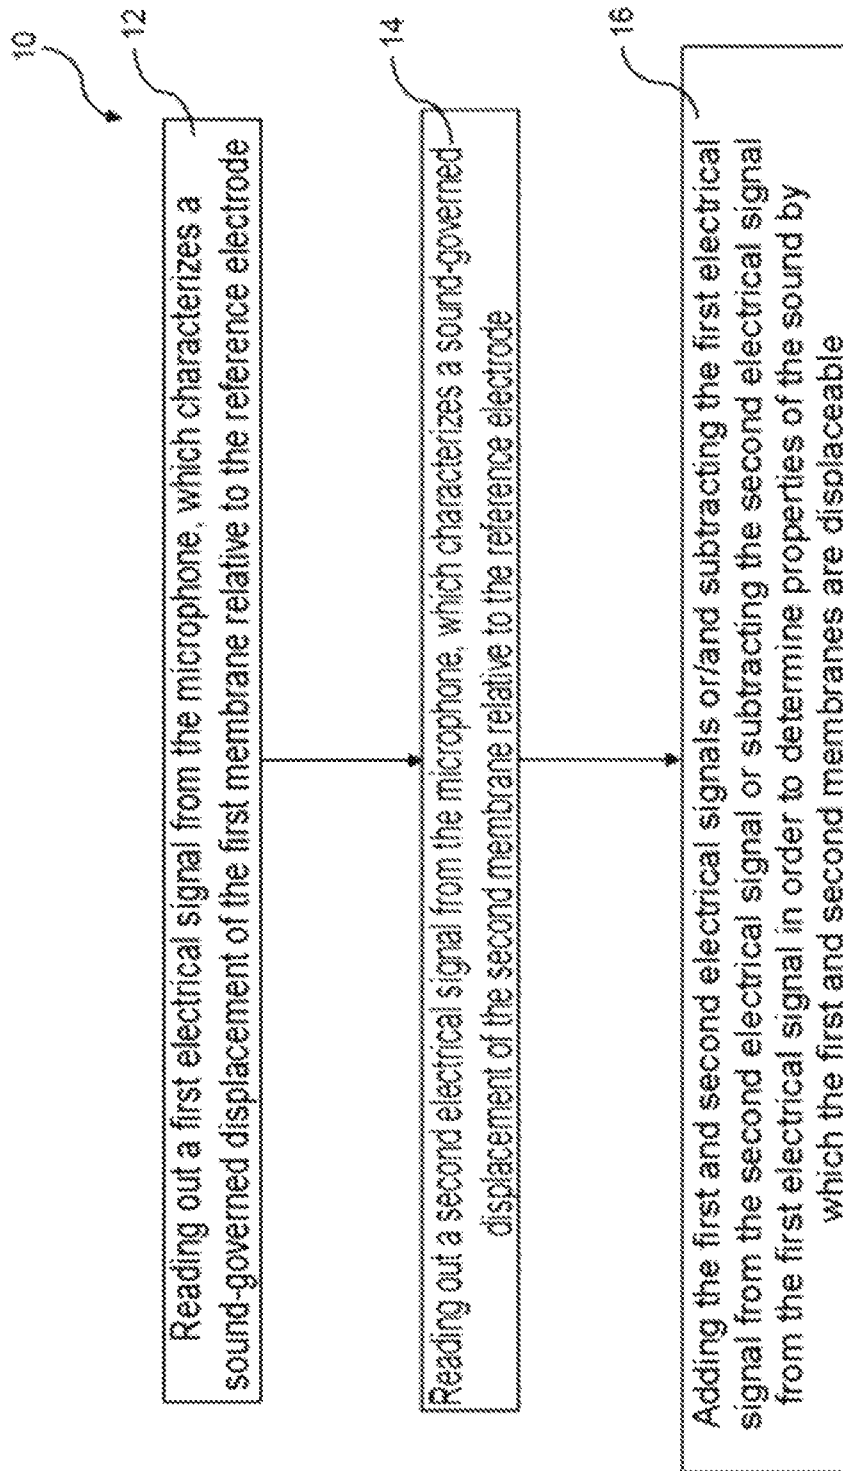 10
12
Reading out a first electrical signal from the microphone, which characterizes a
sound-governed displacement of the first membrane relative to the reference electrode
14
Reading out a second electrical signal from the microphone, which characterizes a sound-governed
displacement of the second membrane relative to the reference electrode
16
Adding the first and second electrical signals or/and subtracting the first electrical
signal from the second electrical signal or subtracting the second electrical signal
from the first electrical signal in order to determine properties of the sound by
which the first and second membranes are displaceable